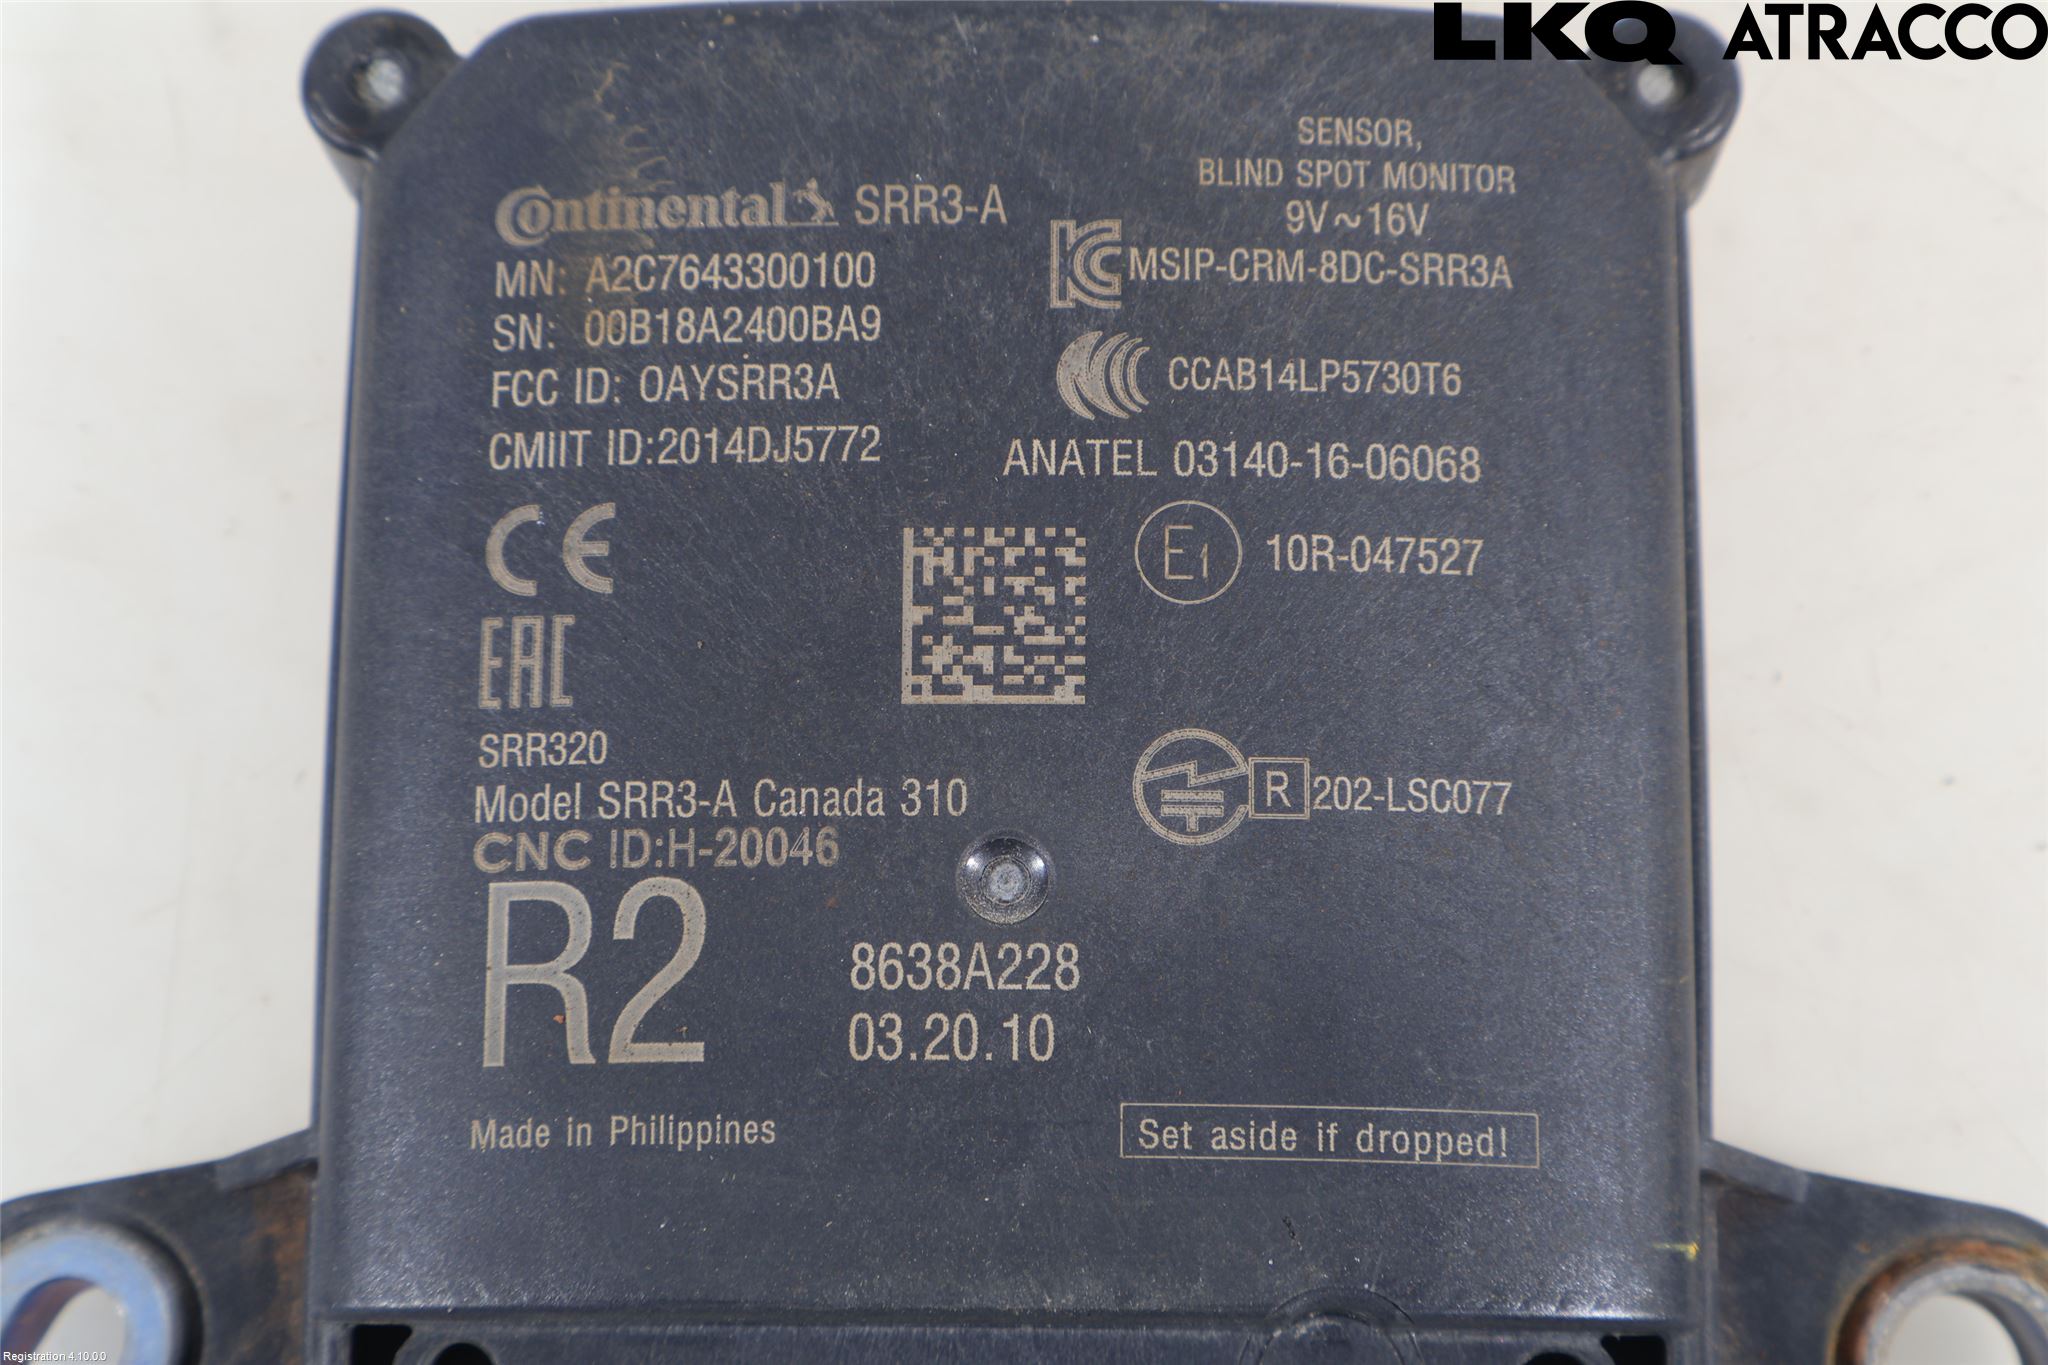 LKQ ATRACCO
SENSOR,
BLIND SPOT MONITOR
9V~16V
Continental SRR3-A
MSIP-CRM-8DC-SRR3A
MN: A2C7643300100
SN: 00B18A2400BA9
FCC ID: OAYSRR3A
CCAB14LP5730T6
CMIIT ID:2014DJ5772
ANATEL 03140-16-06068
CE
E1 10R-047527
EAC
SRR320
Model SRR3-A Canada 310
R 202-LSC077
CNC ID:H-20046
R2
8638A228
03.20.10
Made in Philippines
Set aside if dropped!
Registration 4.10.0.0